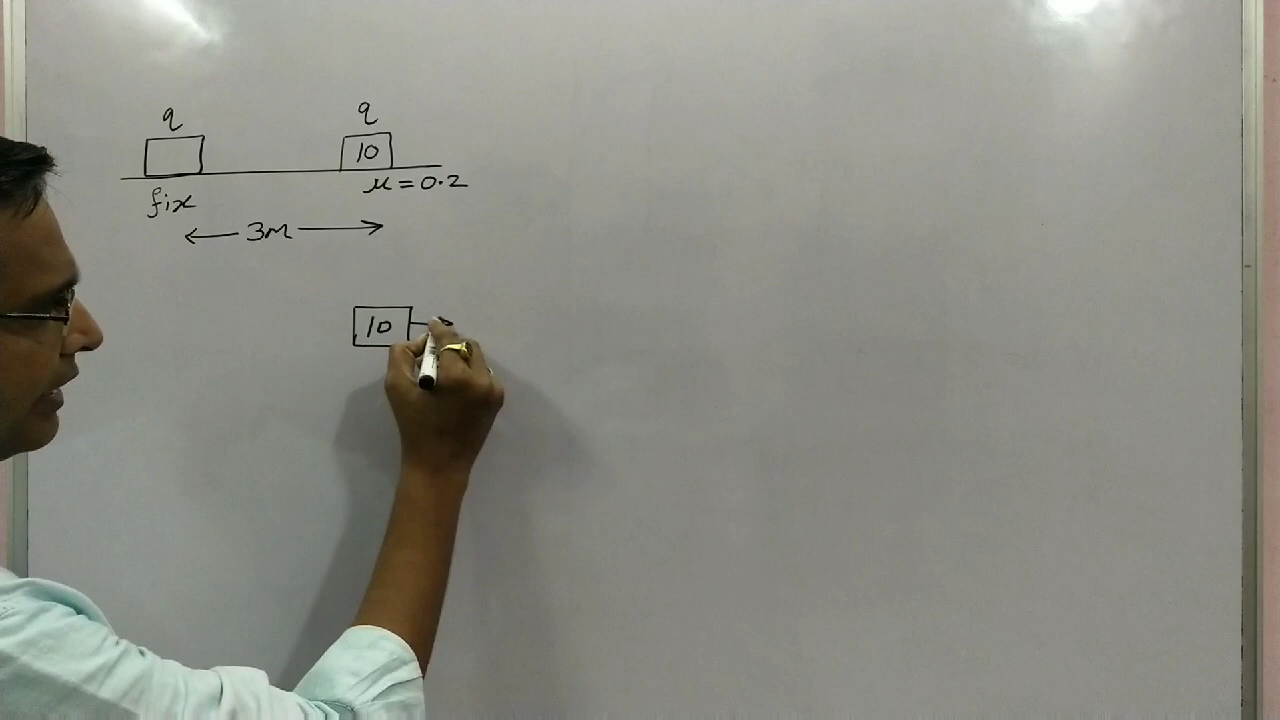 q q
10
fix μ = 0.2
3m
10